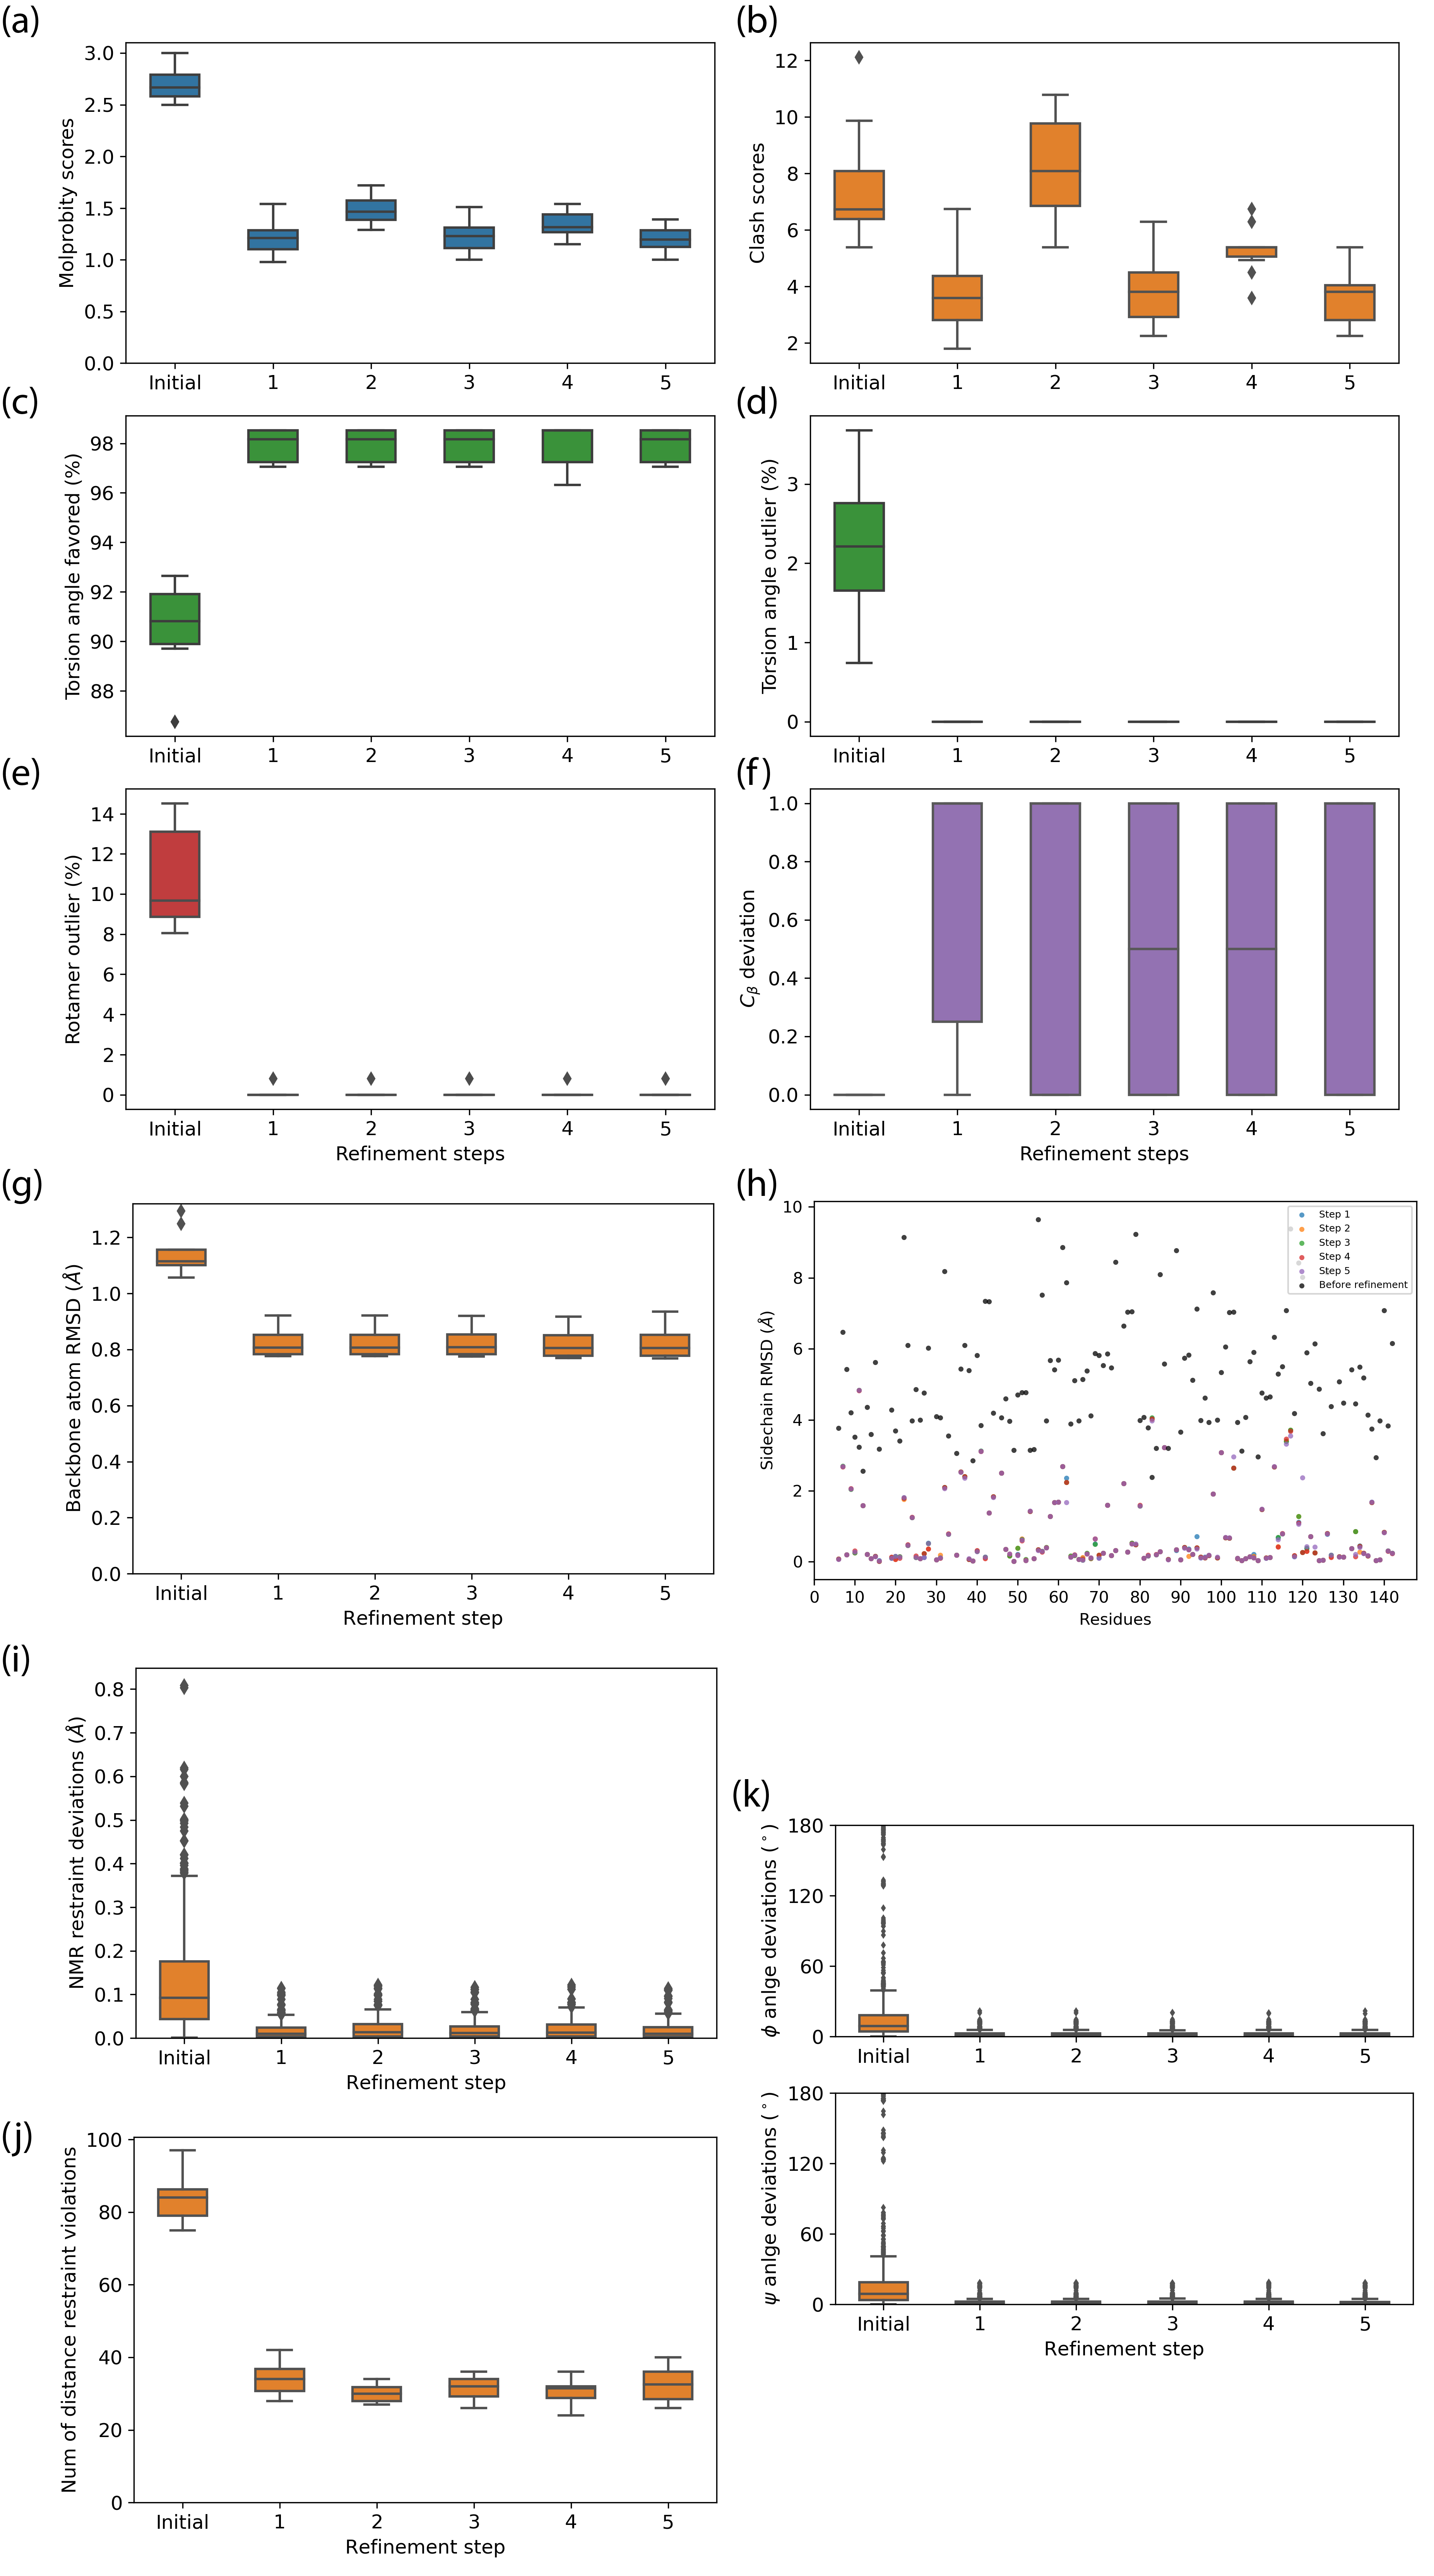 (a)
Molprobity scores
3.0
2.5
2.0
1.5
1.0
0.5
0.0
Initial 1 2 3 4 5
(b)
Clash scores
12
10
8
6
4
2
Initial 1 2 3 4 5
(c)
Torsion angle favored (%)
98
96
94
92
90
88
Initial 1 2 3 4 5
(d)
Torsion angle outlier (%)
3
2
1
0
Initial 1 2 3 4 5
(e)
Rotamer outlier (%)
14
12
10
8
6
4
2
0
Initial 1 2 3 4 5
Refinement steps
(f)
Cβ deviation
1.0
0.8
0.6
0.4
0.2
0.0
Initial 1 2 3 4 5
Refinement steps
(g)
Backbone atom RMSD (Å)
1.2
1.0
0.8
0.6
0.4
0.2
0.0
Initial 1 2 3 4 5
Refinement step
(h)
Sidechain RMSD (Å)
10
8
6
4
2
0
Step 1
Step 2
Step 3
Step 4
Step 5
Before refinement
0 10 20 30 40 50 60 70 80 90 100 110 120 130 140
Residues
(i)
NMR restraint deviations (Å)
0.8
0.7
0.6
0.5
0.4
0.3
0.2
0.1
0.0
Initial 1 2 3 4 5
Refinement step
(j)
Num of distance restraint violations
100
80
60
40
20
0
Initial 1 2 3 4 5
Refinement step
(k)
ϕ anlge deviations (°)
180
120
60
0
Initial 1 2 3 4 5
ψ anlge deviations (°)
180
120
60
0
Initial 1 2 3 4 5
Refinement step